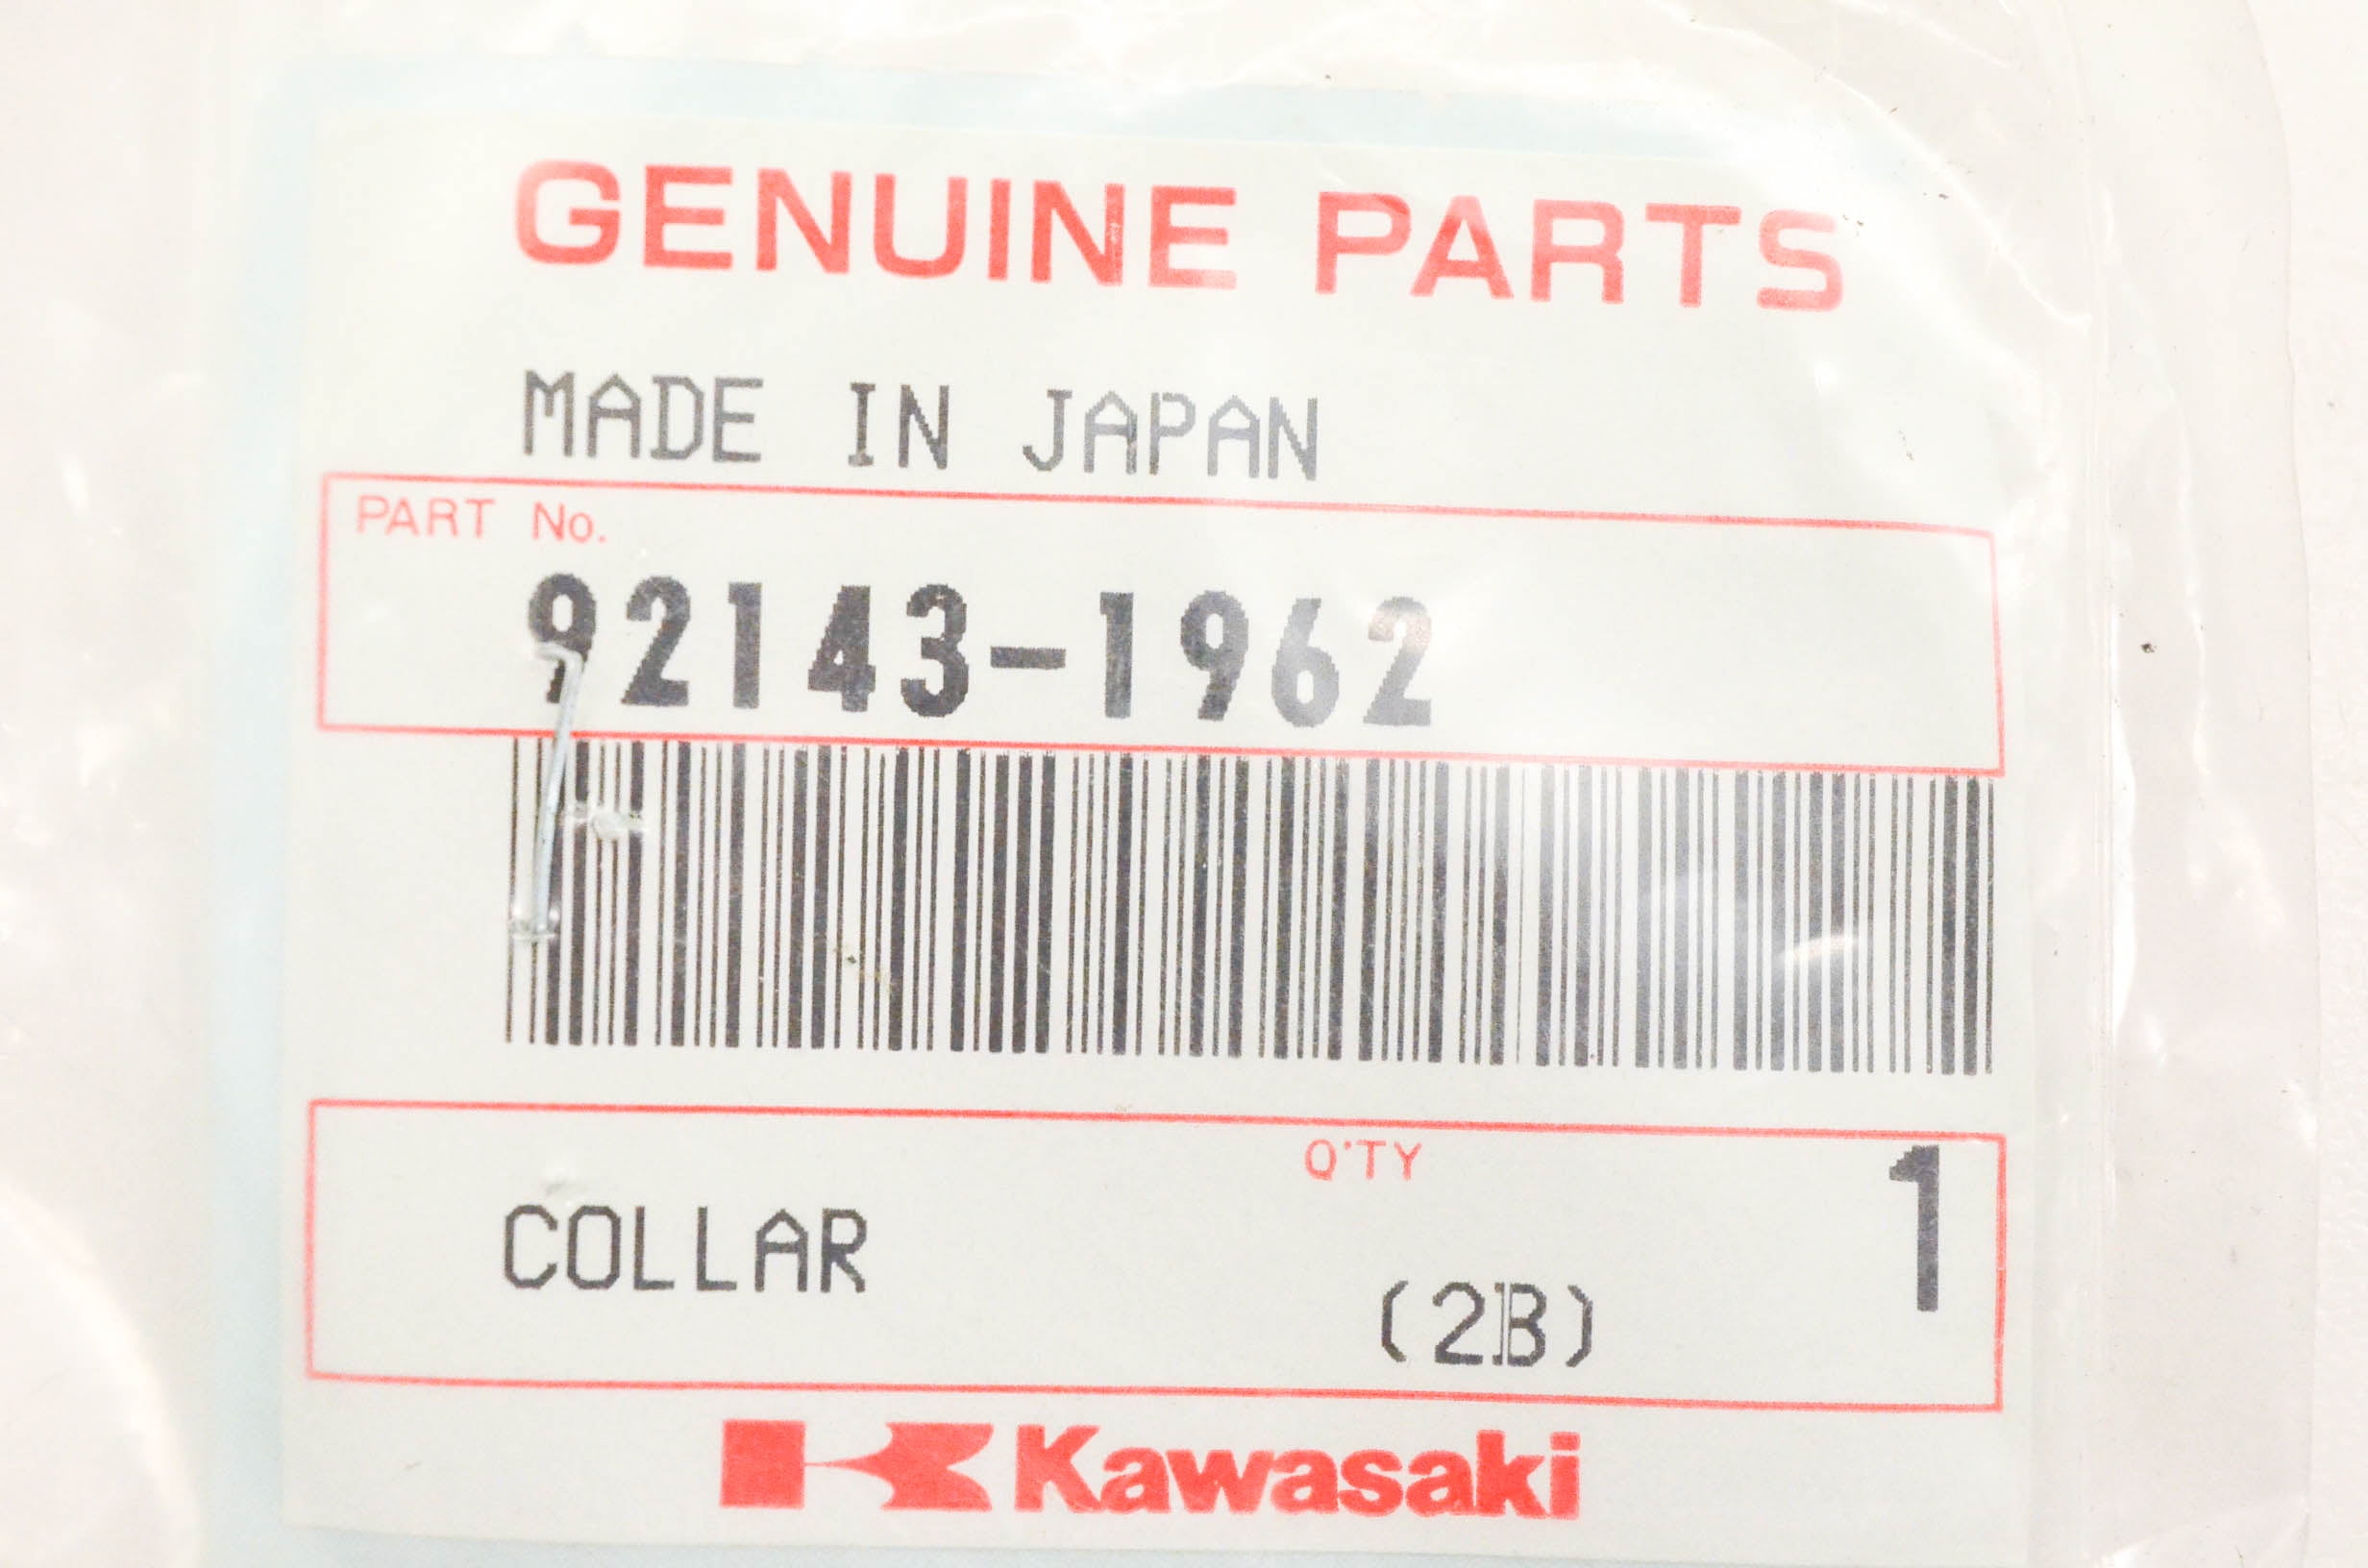 GENUINE PARTS
MADE IN JAPAN
PART No.
92143-1962
Q'TY
1
COLLAR
(2B)
Kawasaki